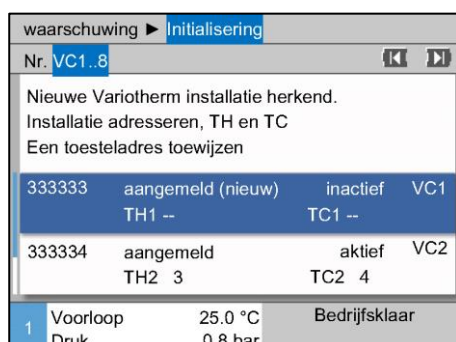 waarschuwing ► Initialisering
Nr. VC1..8
Nieuwe Variotherm installatie herkend.
Installatie adresseren, TH en TC
Een toesteladres toewijzen
333333 aangemeld (nieuw) inactief VC1
TH1 -- TC1 --
333334 aangemeld aktief VC2
TH2 3 TC2 4
1 Voorloop 25.0 °C Bedrijfsklaar
Druk 0.8 bar